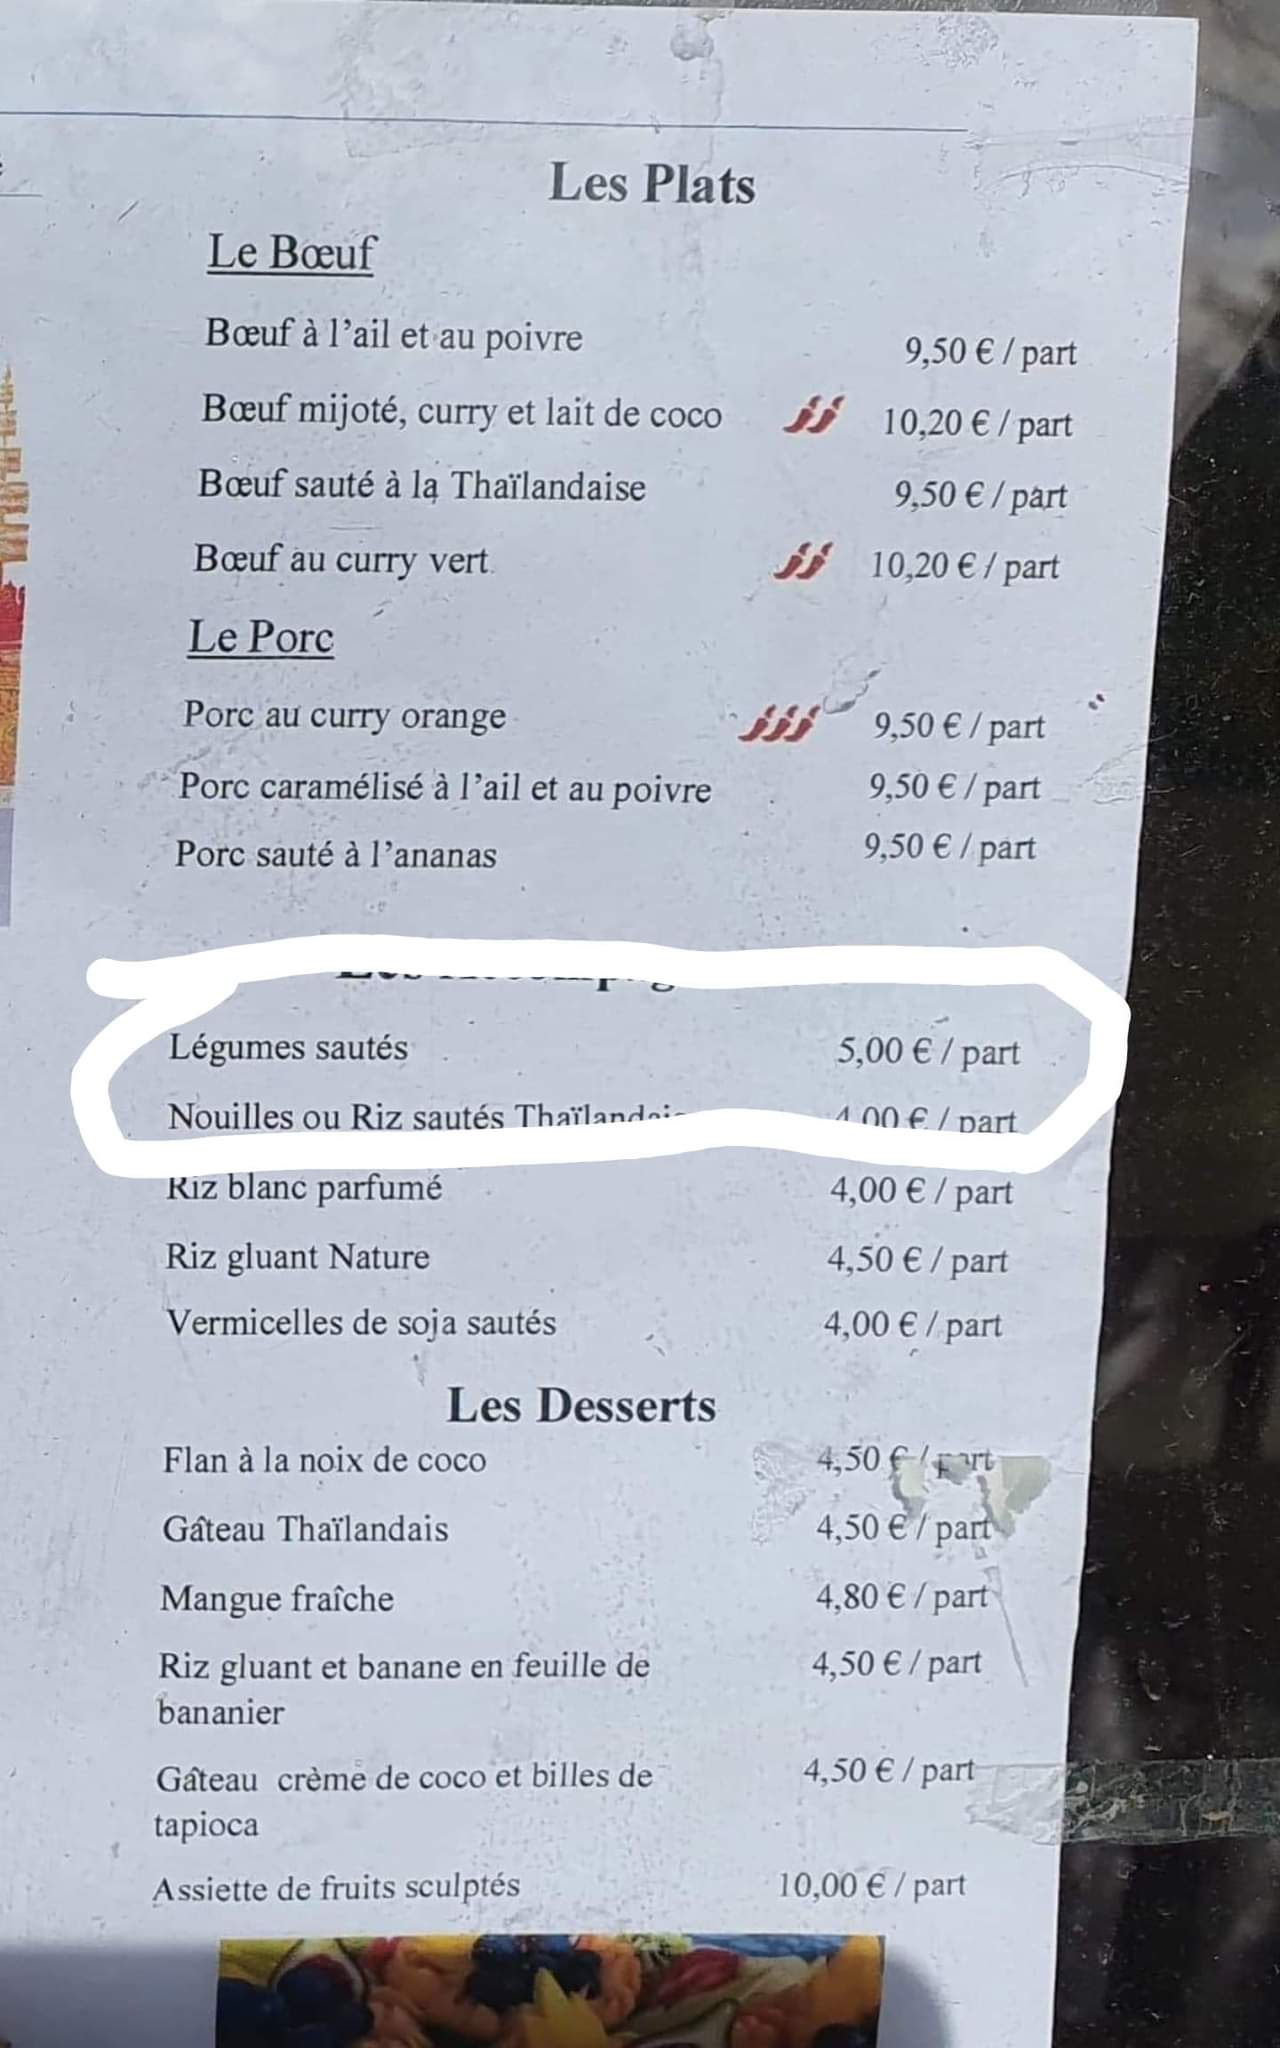 Les Plats
Le Bœuf
Bœuf à l'ail et au poivre 9,50 € / part
Bœuf mijoté, curry et lait de coco 10,20 € / part
Bœuf sauté à la Thaïlandaise 9,50 € / part
Bœuf au curry vert 10,20 € / part
Le Porc
Porc au curry orange 9,50 € / part
Porc caramélisé à l'ail et au poivre 9,50 € / part
Porc sauté à l'ananas 9,50 € / part
Légumes sautés 5,00 € / part
Nouilles ou Riz sautés 4,00 € / part
Riz blanc parfumé 4,00 € / part
Riz gluant Nature 4,50 € / part
Vermicelles de soja sautés 4,00 € / part
Les Desserts
Flan à la noix de coco 4,50 € / part
Gâteau Thaïlandais 4,50 € / part
Mangue fraîche 4,80 € / part
Riz gluant et banane en feuille de 4,50 € / part
bananier
Gâteau crème de coco et billes de 4,50 € / part
tapioca
Assiette de fruits sculptés 10,00 € / part